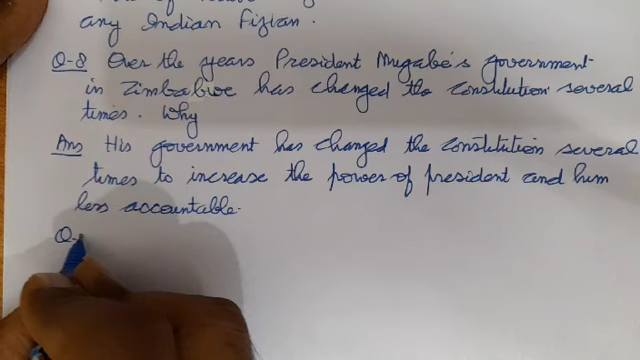 any Indian Fijian.
Q-8 Over the years President Mugabe's government
in Zimbabwe has changed the constitution several
times. Why
Ans His government has changed the constitution several
times to increase the power of president and him
less accountable.
Q-